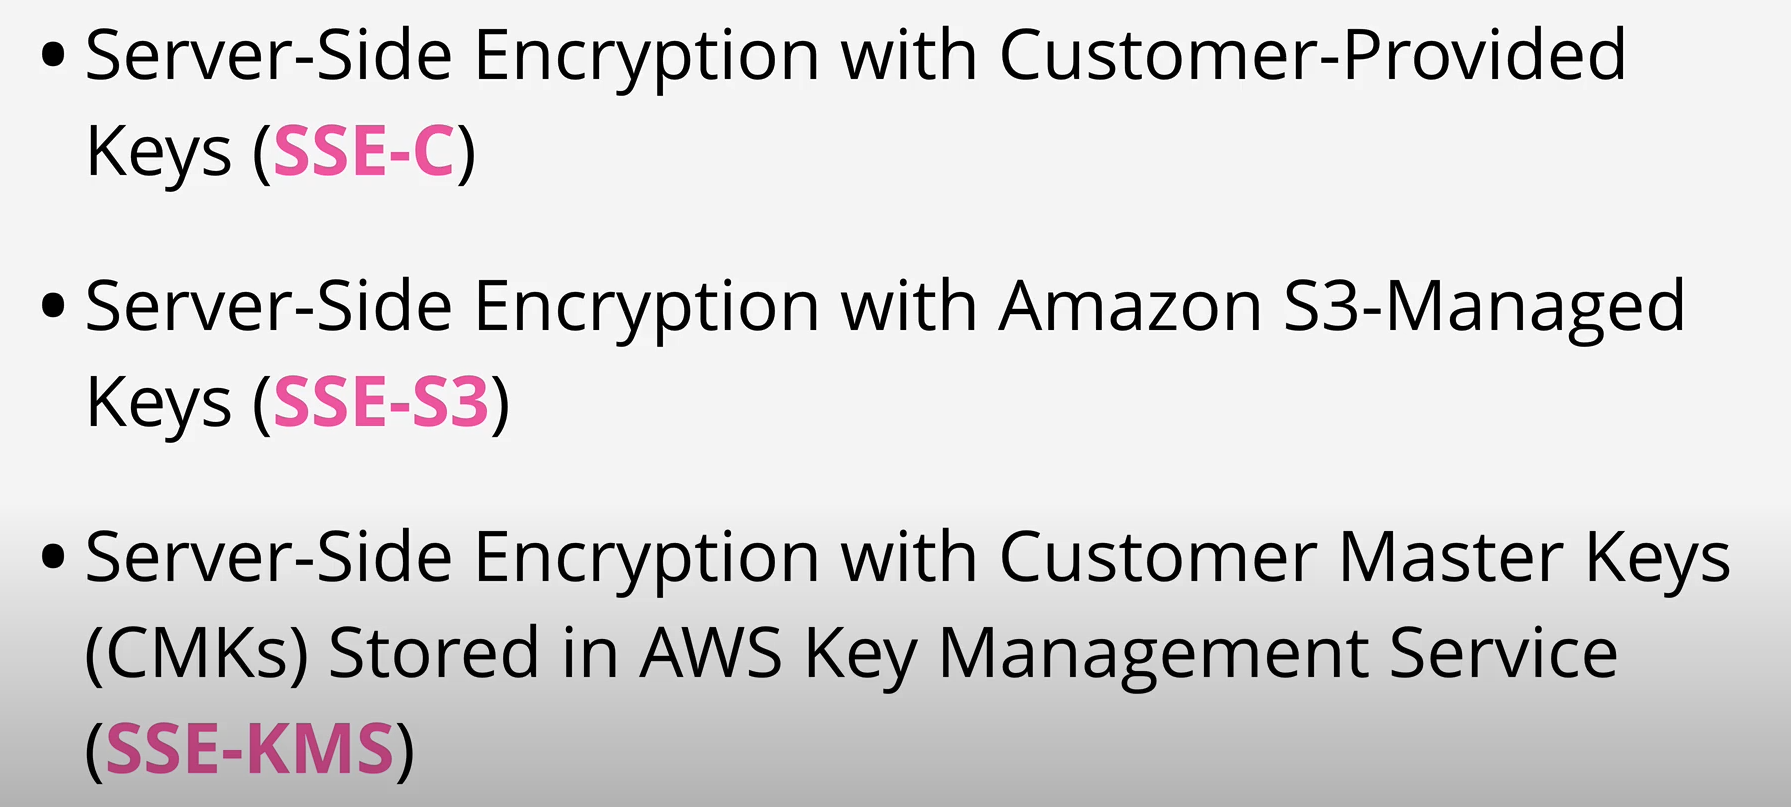 • Server-Side Encryption with Customer-Provided
Keys (SSE-C)
• Server-Side Encryption with Amazon S3-Managed
Keys (SSE-S3)
• Server-Side Encryption with Customer Master Keys
(CMKs) Stored in AWS Key Management Service
(SSE-KMS)